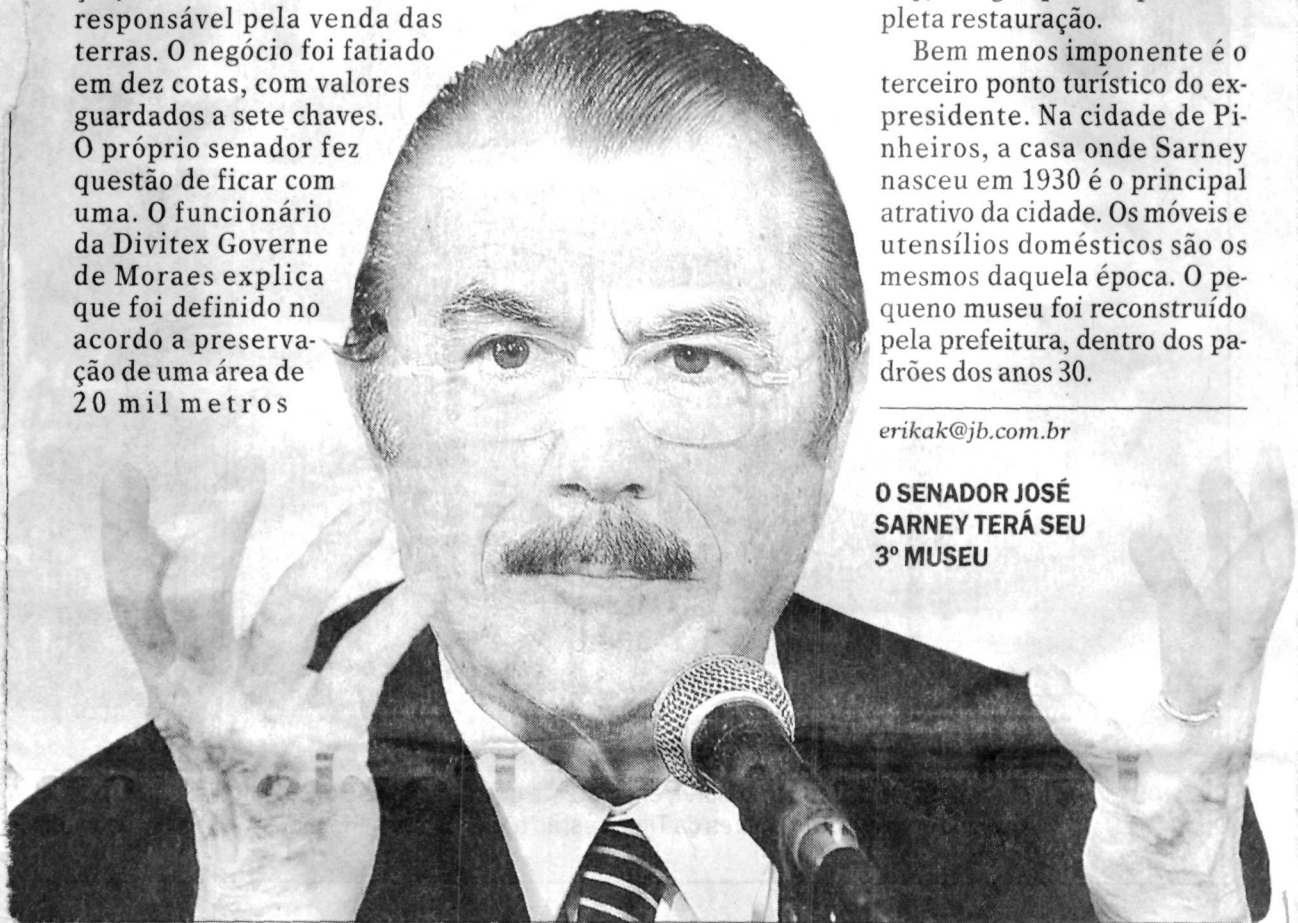 responsável pela venda das
terras. O negócio foi fatiado
em dez cotas, com valores
guardados a sete chaves.
O próprio senador fez
questão de ficar com
uma. O funcionário
da Divitex Governe
de Moraes explica
que foi definido no
acordo a preserva-
ção de uma área de
20 mil metros
pleta restauração.
Bem menos imponente é o
terceiro ponto turístico do ex-
presidente. Na cidade de Pi-
nheiros, a casa onde Sarney
nasceu em 1930 é o principal
atrativo da cidade. Os móveis e
utensílios domésticos são os
mesmos daquela época. O pe-
queno museu foi reconstruído
pela prefeitura, dentro dos pa-
drões dos anos 30.
erikak@jb.com.br
O SENADOR JOSÉ
SARNEY TERÁ SEU
3º MUSEU